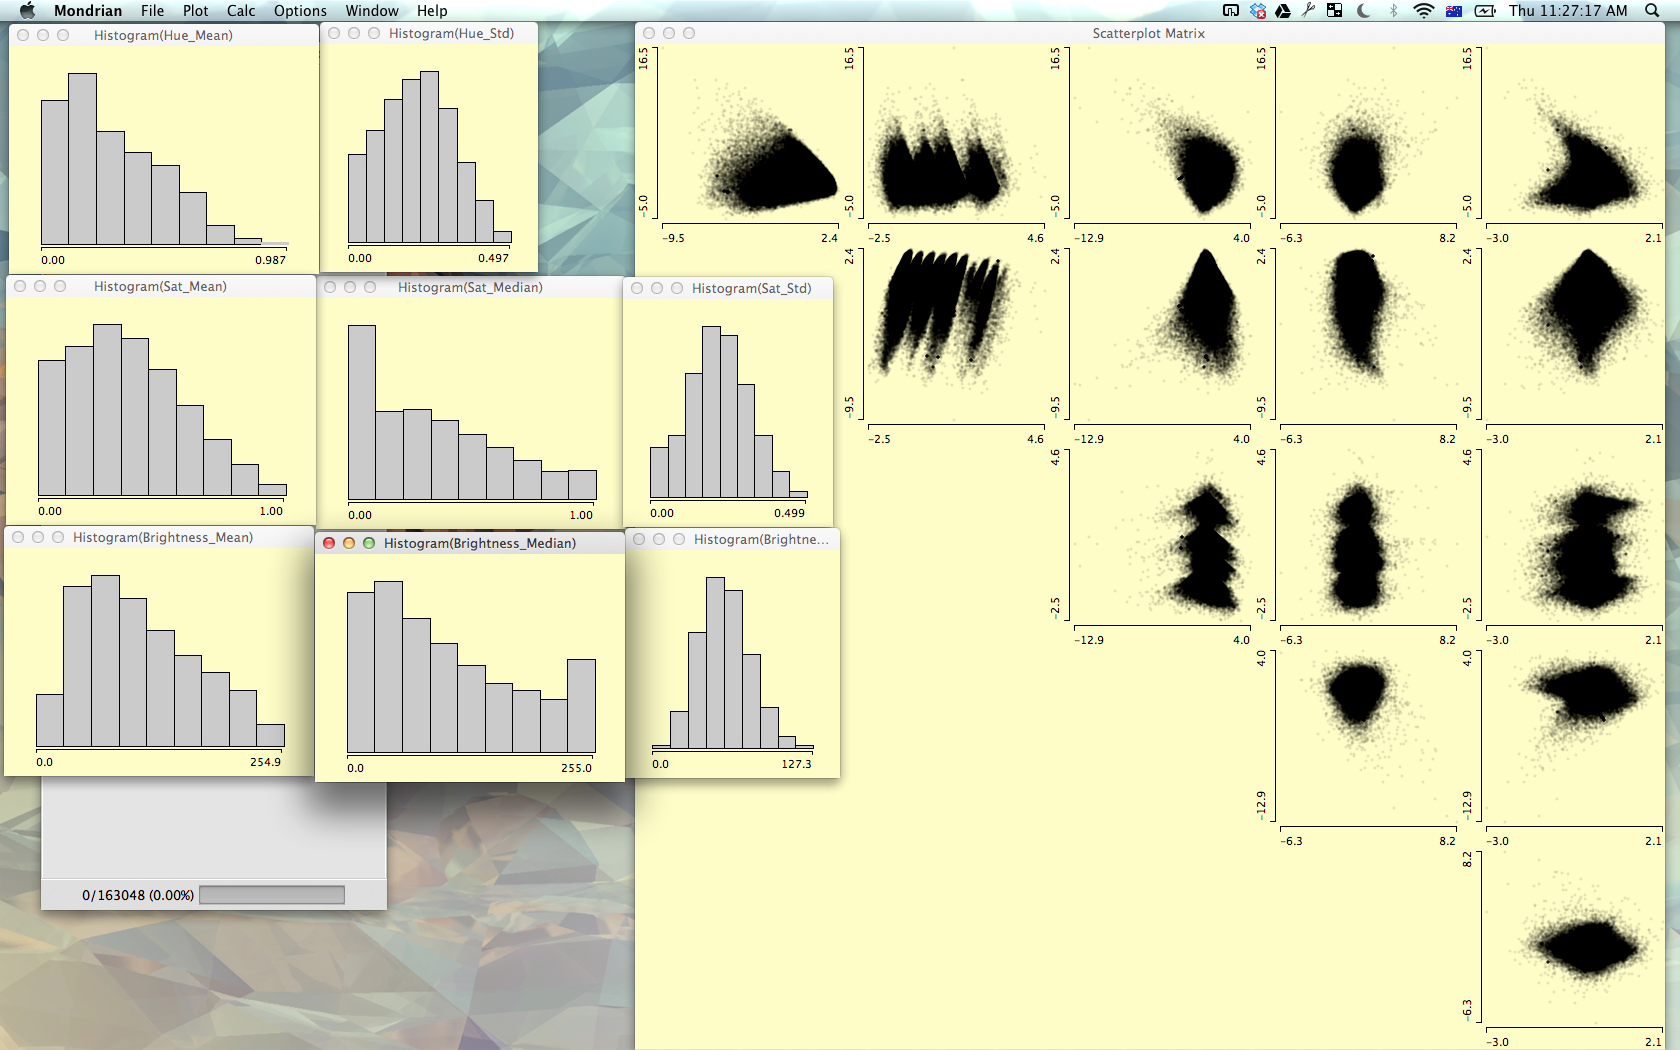 Mondrian File Plot Calc Options Window Help
Thu 11:27:17 AM
Histogram(Hue_Mean)
0.00 0.987
Histogram(Hue_Std)
0.00 0.497
Histogram(Sat_Mean)
0.00 1.00
Histogram(Sat_Median)
0.00 1.00
Histogram(Sat_Std)
0.00 0.499
Histogram(Brightness_Mean)
0.0 254.9
Histogram(Brightness_Median)
0.0 255.0
Histogram(Brightne...
0.0 127.3
0/163048 (0.00%)
Scatterplot Matrix
16.5 16.5 16.5 16.5 16.5
-5.0 -5.0 -5.0 -5.0 -5.0
-9.5 2.4 -2.5 4.6 -12.9 4.0 -6.3 8.2 -3.0 2.1
2.4 2.4 2.4 2.4
-9.5 -9.5 -9.5 -9.5
-2.5 4.6 -12.9 4.0 -6.3 8.2 -3.0 2.1
4.6 4.6 4.6
-2.5 -2.5 -2.5
-12.9 4.0 -6.3 8.2 -3.0 2.1
4.0 4.0
-12.9 -12.9
-6.3 8.2 -3.0 2.1
8.2
-6.3
-3.0 2.1